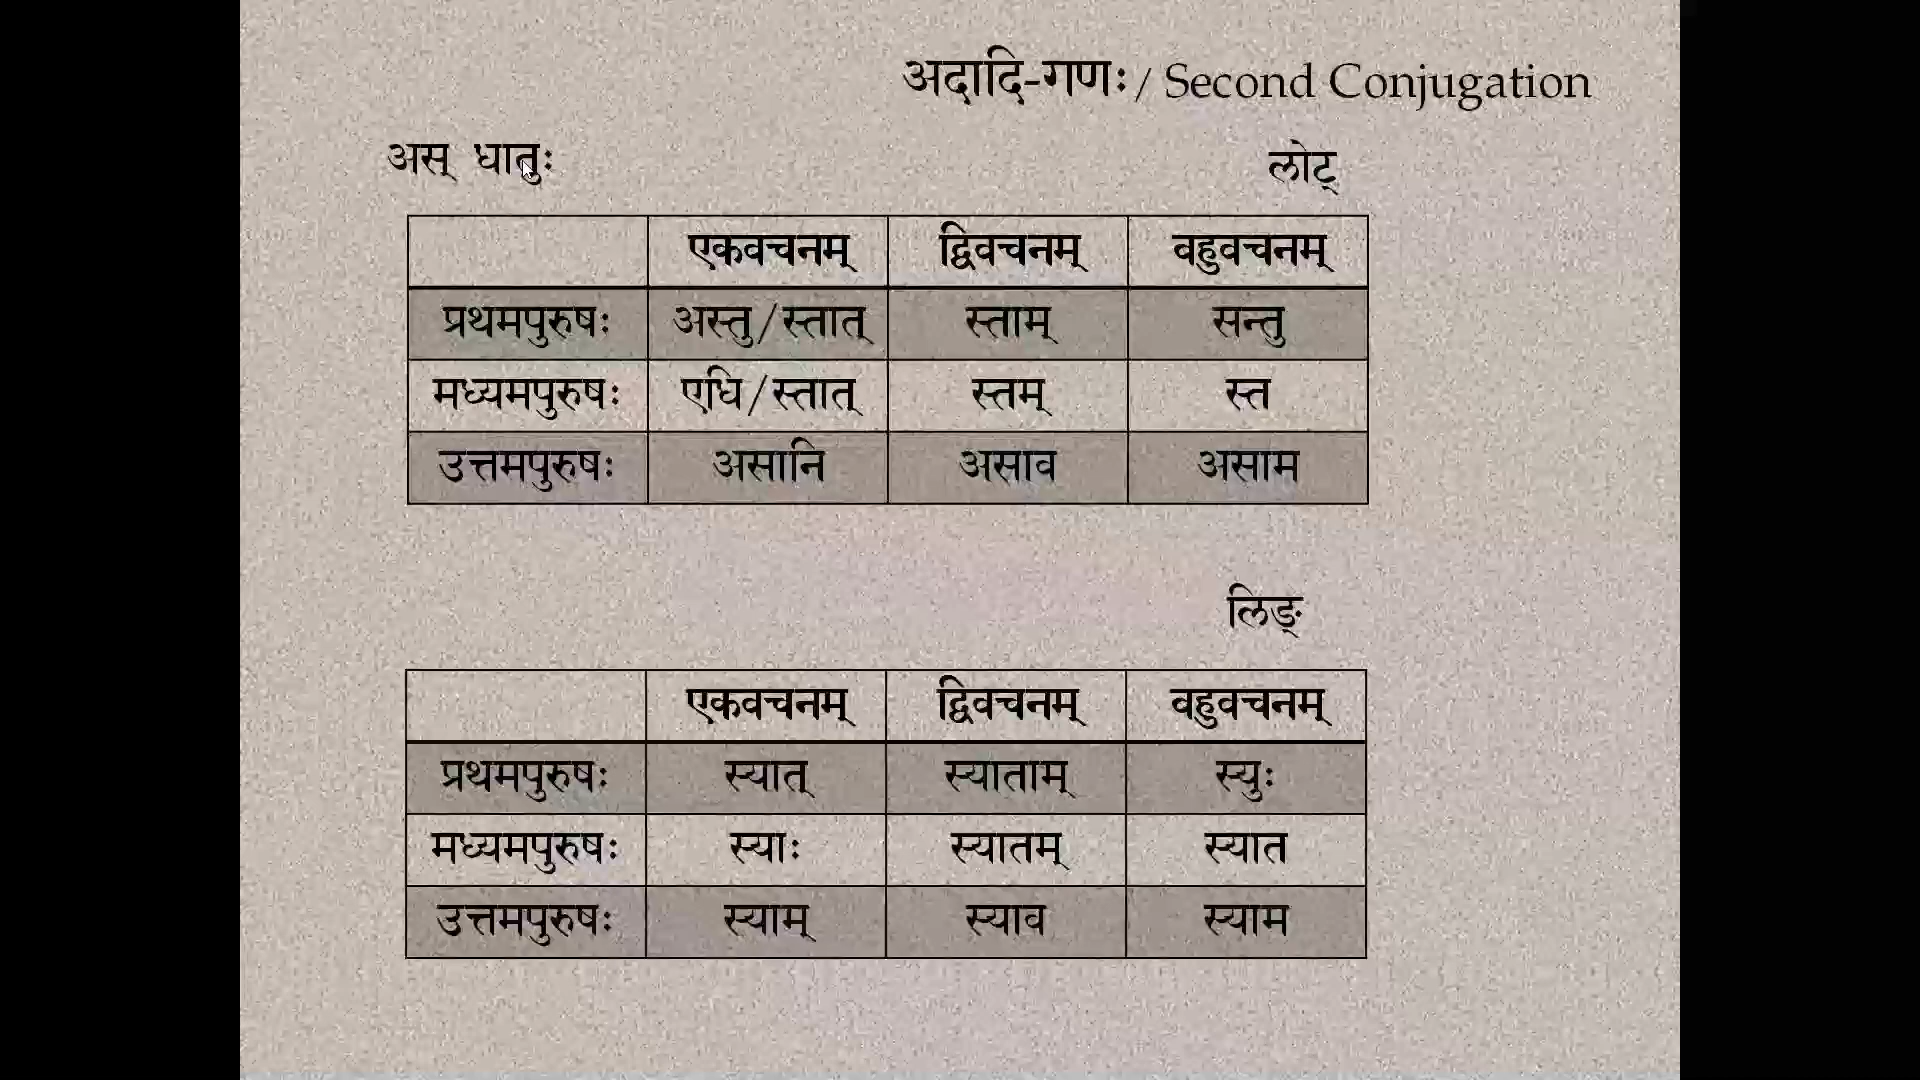 अदादि-गणः / Second Conjugation
अस् धातुः लोट्
एकवचनम् द्विवचनम् वहुवचनम्
प्रथमपुरुषः अस्तु/स्तात् स्ताम् सन्तु
मध्यमपुरुषः एधि/स्तात् स्तम् स्त
उत्तमपुरुषः असानि असाव असाम
लिङ्
एकवचनम् द्विवचनम् वहुवचनम्
प्रथमपुरुषः स्यात् स्याताम् स्युः
मध्यमपुरुषः स्याः स्यातम् स्यात
उत्तमपुरुषः स्याम् स्याव स्याम